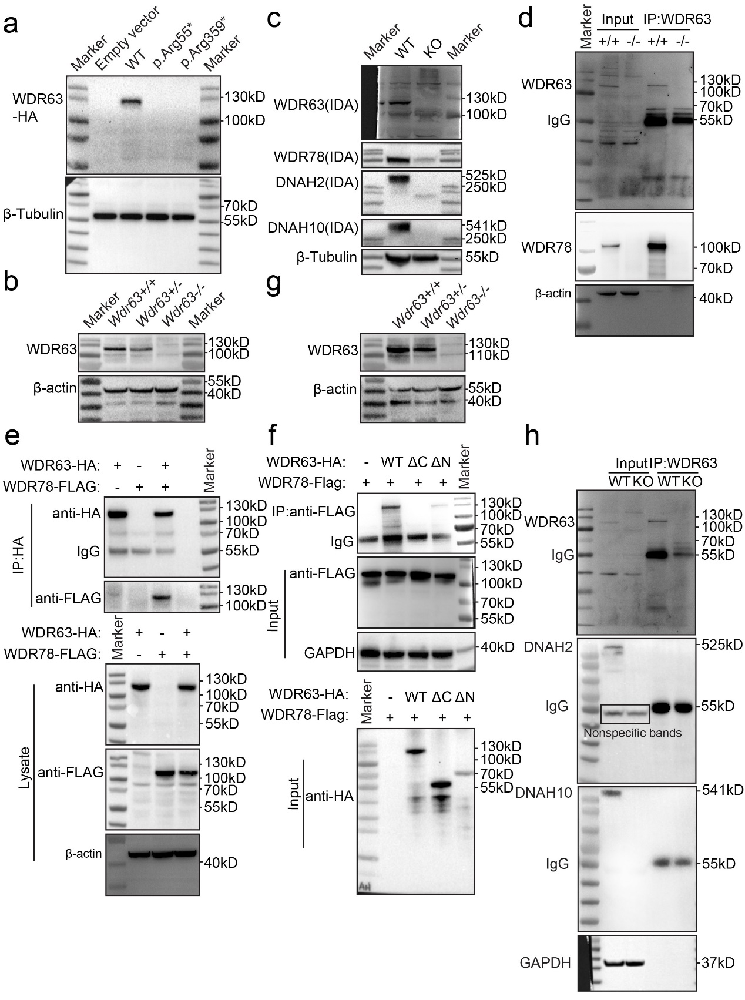 a
Marker
Empty vector
WT
p.Arg55*
p.Arg359*
Marker
WDR63
-HA
130kD
100kD
β-Tubulin
70kD
55kD
b
Marker
Wdr63+/+
Wdr63+/-
Wdr63-/-
Marker
WDR63
130kD
100kD
β-actin
55kD
40kD
c
Marker
WT
KO
Marker
WDR63(IDA)
130kD
100kD
WDR78(IDA)
DNAH2(IDA)
525kD
250kD
DNAH10(IDA)
541kD
250kD
β-Tubulin
55kD
d
Marker
Input IP:WDR63
+/+ -/- +/+ -/-
WDR63
130kD
100kD
70kD
IgG
55kD
WDR78
100kD
70kD
β-actin
40kD
g
Wdr63+/+
Wdr63+/-
Wdr63-/-
WDR63
130kD
110kD
β-actin
55kD
40kD
e
WDR63-HA: + - +
WDR78-FLAG: - + +
Marker
IP:HA
anti-HA
130kD
100kD
70kD
IgG
55kD
anti-FLAG
130kD
100kD
Marker
WDR63-HA: + - +
WDR78-FLAG: - + +
Lysate
anti-HA
130kD
100kD
70kD
55kD
anti-FLAG
130kD
100kD
70kD
55kD
β-actin
40kD
f
WDR63-HA: - WT ΔC ΔN
WDR78-Flag: + + + +
Marker
IP:anti-FLAG
130kD
100kD
70kD
IgG
55kD
Input
anti-FLAG
130kD
100kD
70kD
55kD
GAPDH
40kD
Marker
WDR63-HA: - WT ΔC ΔN
WDR78-Flag: + + + +
Input
anti-HA
130kD
100kD
70kD
55kD
AH
h
Input IP:WDR63
WT KO WT KO
WDR63
130kD
100kD
70kD
IgG
55kD
DNAH2
525kD
IgG
55kD
Nonspecific bands
DNAH10
541kD
IgG
55kD
GAPDH
37kD